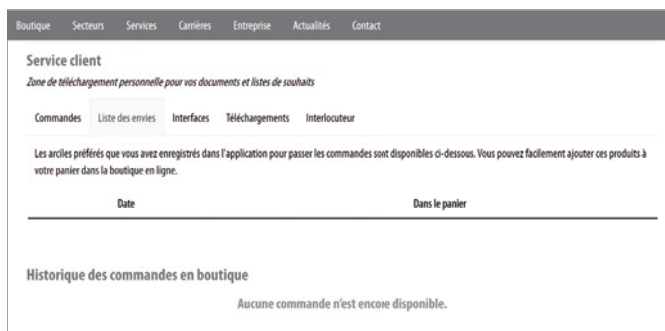 Boutique Secteurs Services Carrières Entreprise Actualités Contact
Service client
Zone de téléchargement personnelle pour vos documents et listes de souhaits
Commandes Liste des envies Interfaces Téléchargements Interlocuteur
Les arciles préférés que vous avez enregistrés dans l'application pour passer les commandes sont disponibles ci-dessous. Vous pouvez facilement ajouter ces produits à
votre panier dans la boutique en ligne.
Date Dans le panier
Historique des commandes en boutique
Aucune commande n'est encore disponible.